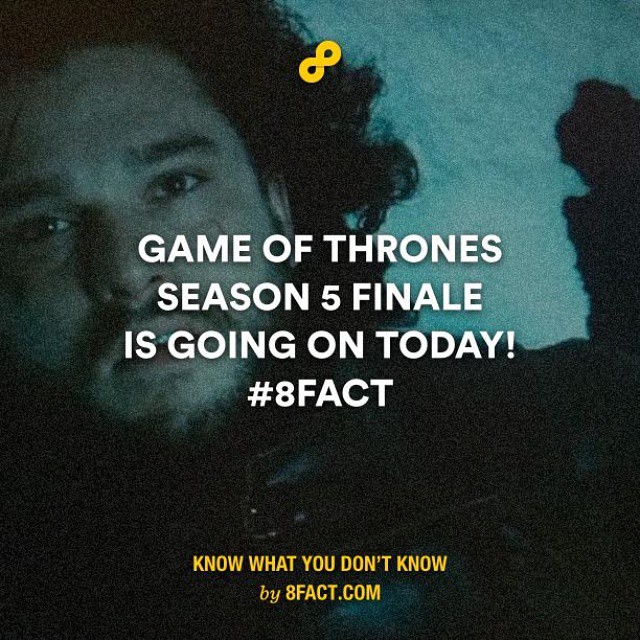 GAME OF THRONES
SEASON 5 FINALE
IS GOING ON TODAY!
#8FACT
KNOW WHAT YOU DON'T KNOW
by 8FACT.COM